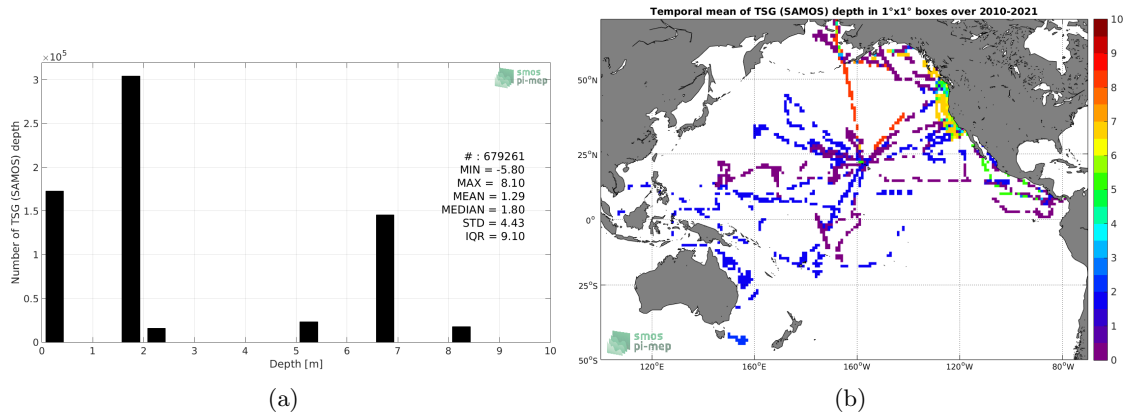 ×10⁵
3
2.5
2
1.5
1
0.5
0
Number of TSG (SAMOS) depth
0 1 2 3 4 5 6 7 8 9 10
Depth [m]
smos
pi-mep
# : 679261
MIN = -5.80
MAX = 8.10
MEAN = 1.29
MEDIAN = 1.80
STD = 4.43
IQR = 9.10
(a)
Temporal mean of TSG (SAMOS) depth in 1°x1° boxes over 2010-2021
50°N
25°N
0°
25°S
50°S
120°E 160°E 160°W 120°W 80°W
smos
pi-mep
10
9
8
7
6
5
4
3
2
1
0
(b)